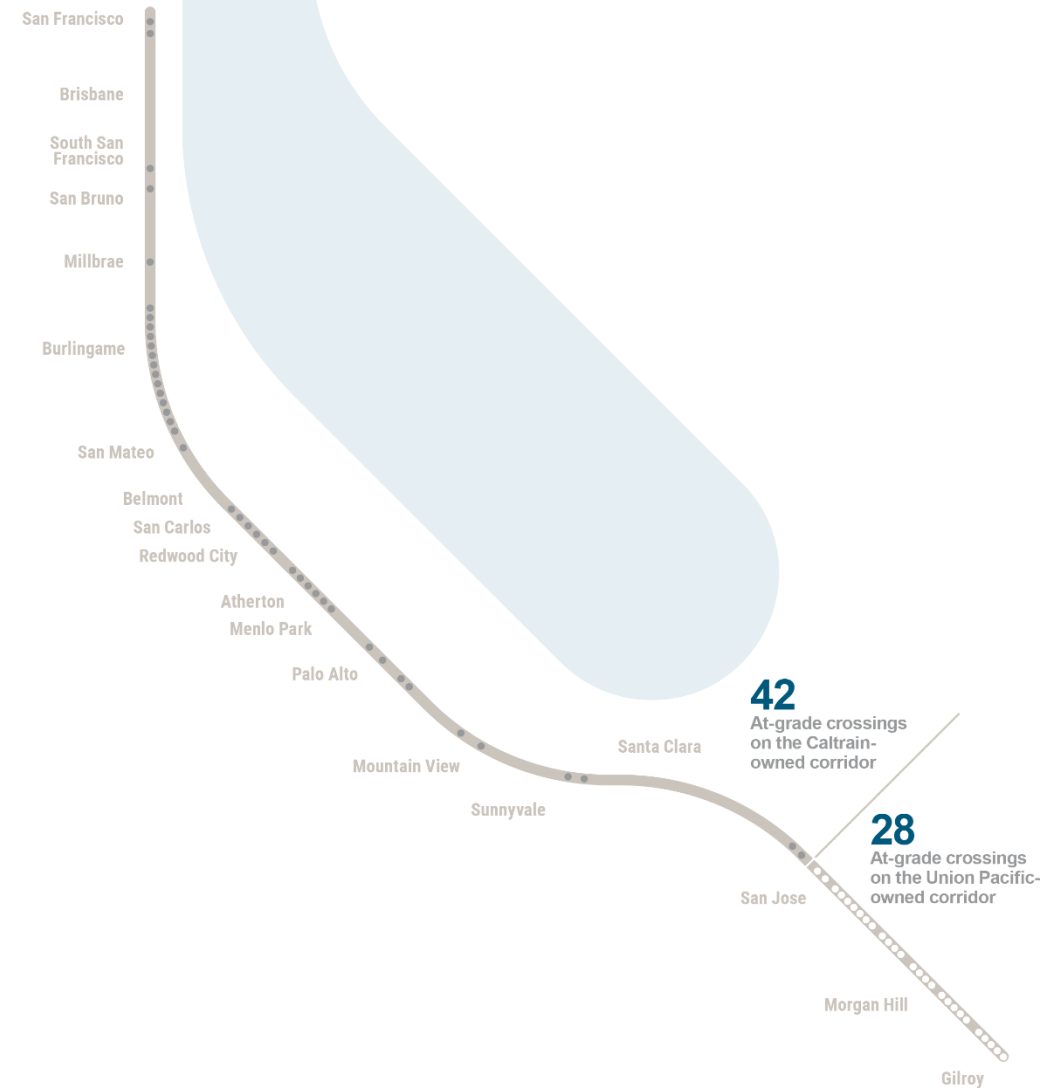 San Francisco
Brisbane
South San
Francisco
San Bruno
Millbrae
Burlingame
San Mateo
Belmont
San Carlos
Redwood City
Atherton
Menlo Park
Palo Alto
Mountain View
Sunnyvale
Santa Clara
42
At-grade crossings
on the Caltrain-
owned corridor
28
At-grade crossings
on the Union Pacific-
owned corridor
San Jose
Morgan Hill
Gilroy